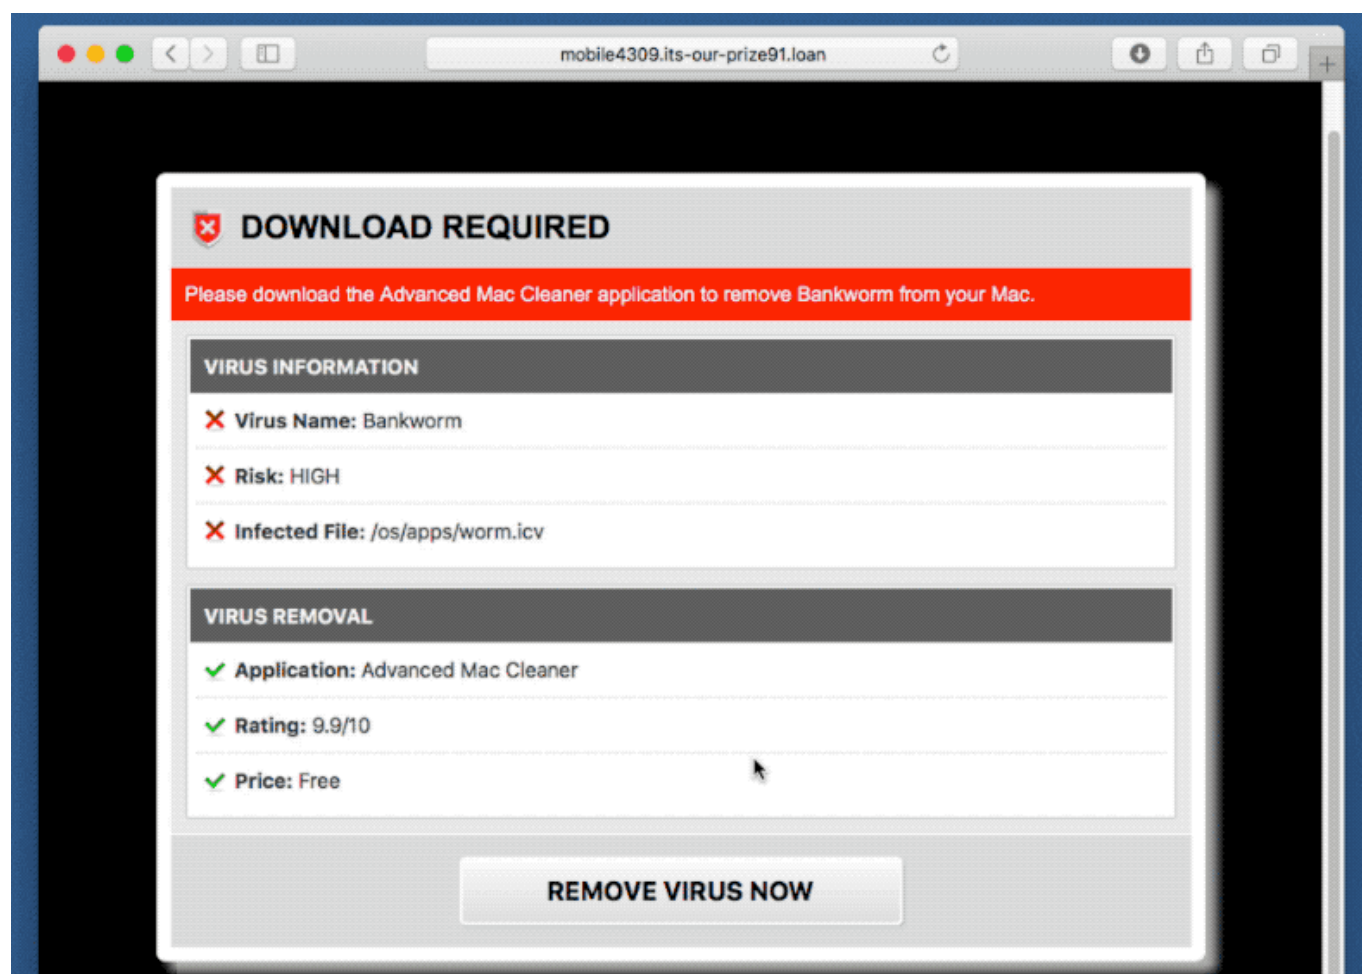 mobile4309.its-our-prize91.loan
DOWNLOAD REQUIRED
Please download the Advanced Mac Cleaner application to remove Bankworm from your Mac.
VIRUS INFORMATION
Virus Name: Bankworm
Risk: HIGH
Infected File: /os/apps/worm.icv
VIRUS REMOVAL
Application: Advanced Mac Cleaner
Rating: 9.9/10
Price: Free
REMOVE VIRUS NOW